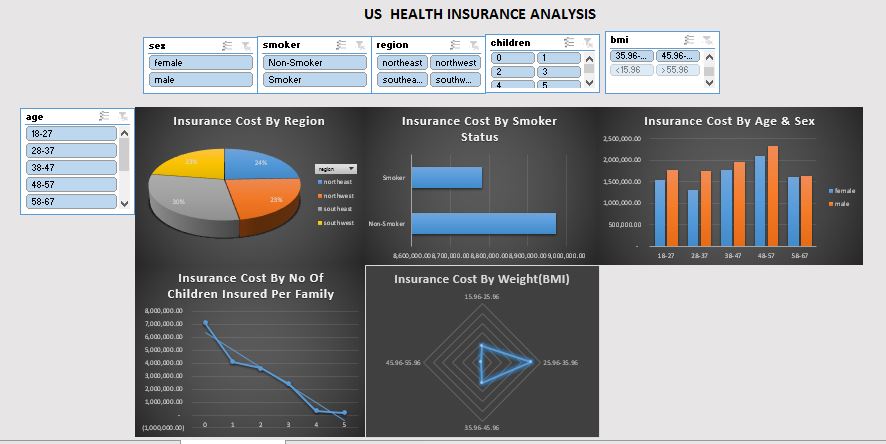 US HEALTH INSURANCE ANALYSIS
sex
female
male
smoker
Non-Smoker
Smoker
region
northeast northwest
southea... southw...
children
0 1
2 3
4 5
bmi
35.96-... 45.96-...
<15.96 >55.96
age
18-27
28-37
38-47
48-57
58-67
Insurance Cost By Region
24%
23%
30%
23%
region
northeast
northwest
southeast
southwest
Insurance Cost By Smoker
Status
Smoker
Non-Smoker
8,600,000.00 8,700,000.00 8,800,000.00 8,900,000.00 9,000,000.00
Insurance Cost By Age & Sex
2,500,000.00
2,000,000.00
1,500,000.00
1,000,000.00
500,000.00
-
18-27 28-37 38-47 48-57 58-67
female
male
Insurance Cost By No Of
Children Insured Per Family
8,000,000.00
7,000,000.00
6,000,000.00
5,000,000.00
4,000,000.00
3,000,000.00
2,000,000.00
1,000,000.00
-
(1,000,000.00)
0 1 2 3 4 5
Insurance Cost By Weight(BMI)
15.96-25.96
45.96-55.96
25.96-35.96
35.96-45.96